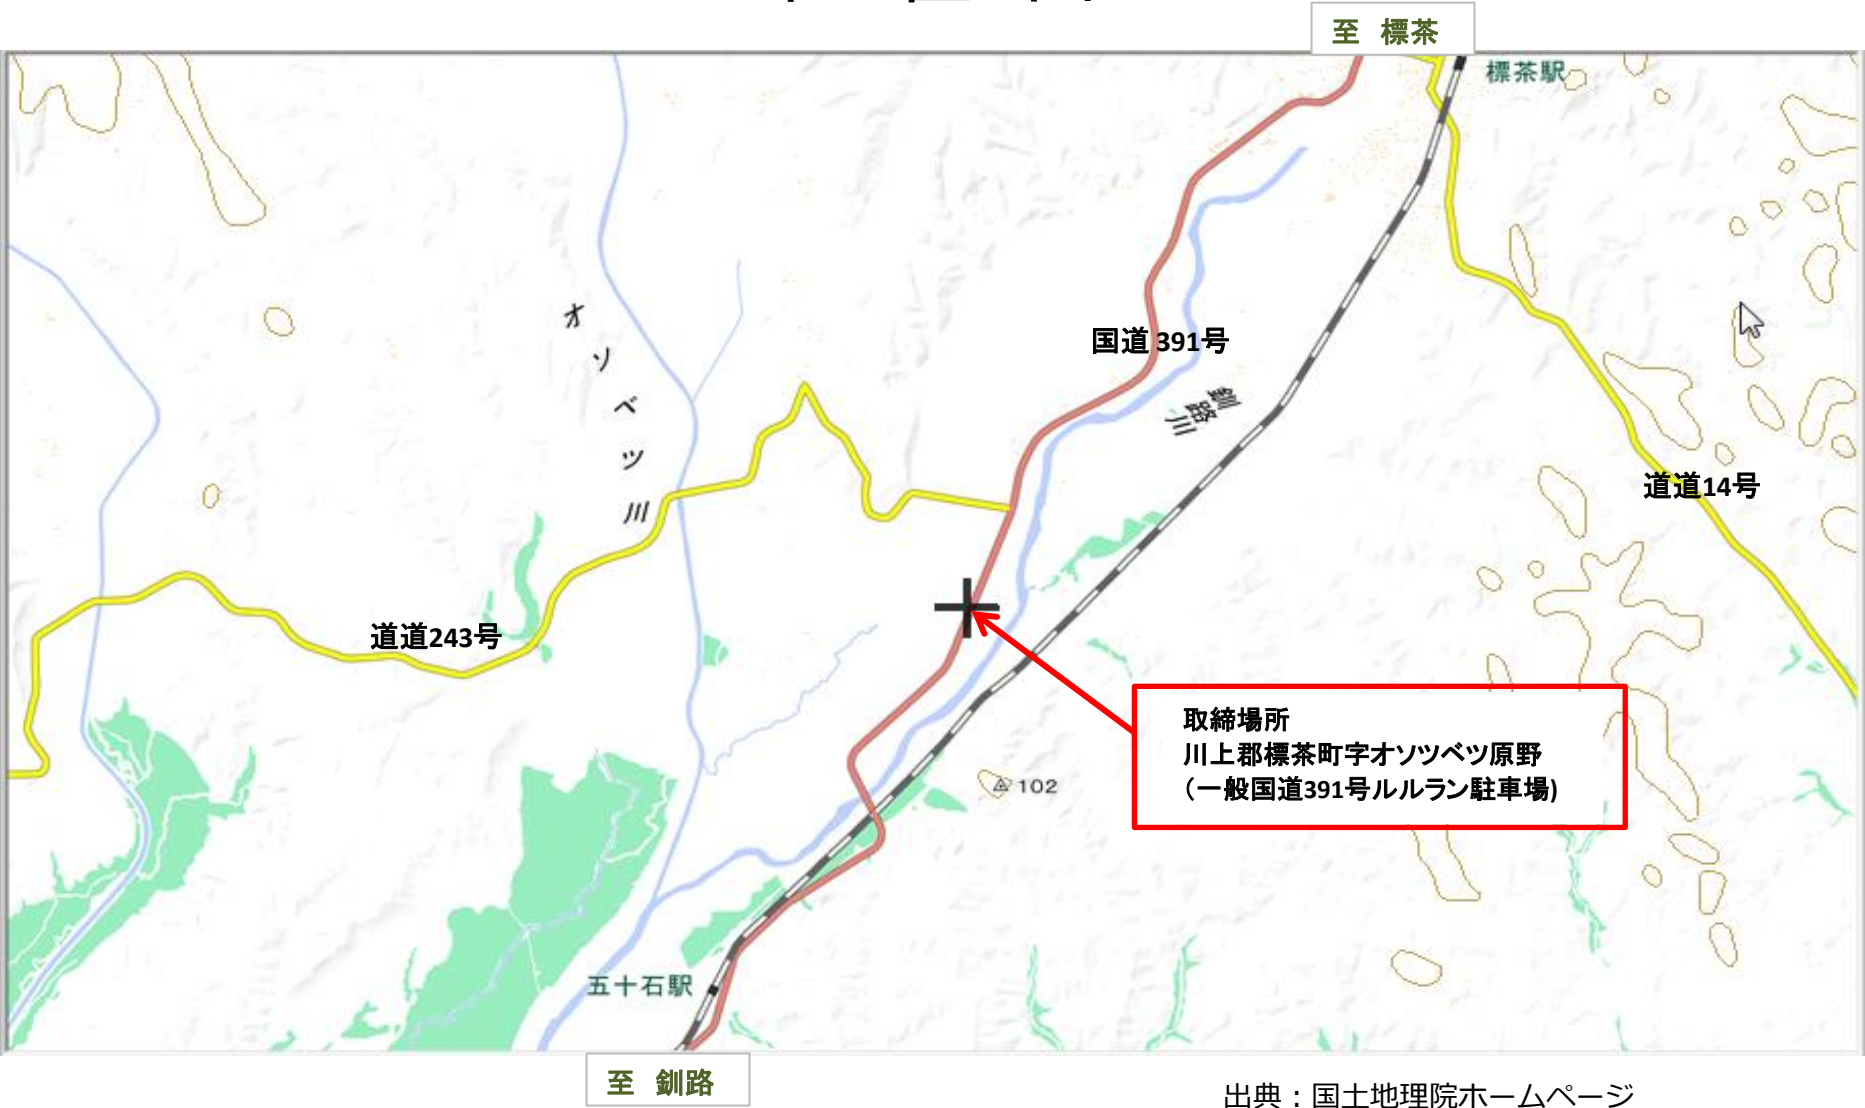 至 標茶
標茶駅
オソベツ川
国道391号
釧路川
道道14号
道道243号
取締場所
川上郡標茶町字オソツベツ原野
(一般国道391号ルルラン駐車場)
102
五十石駅
至 釧路
出典：国土地理院ホームページ